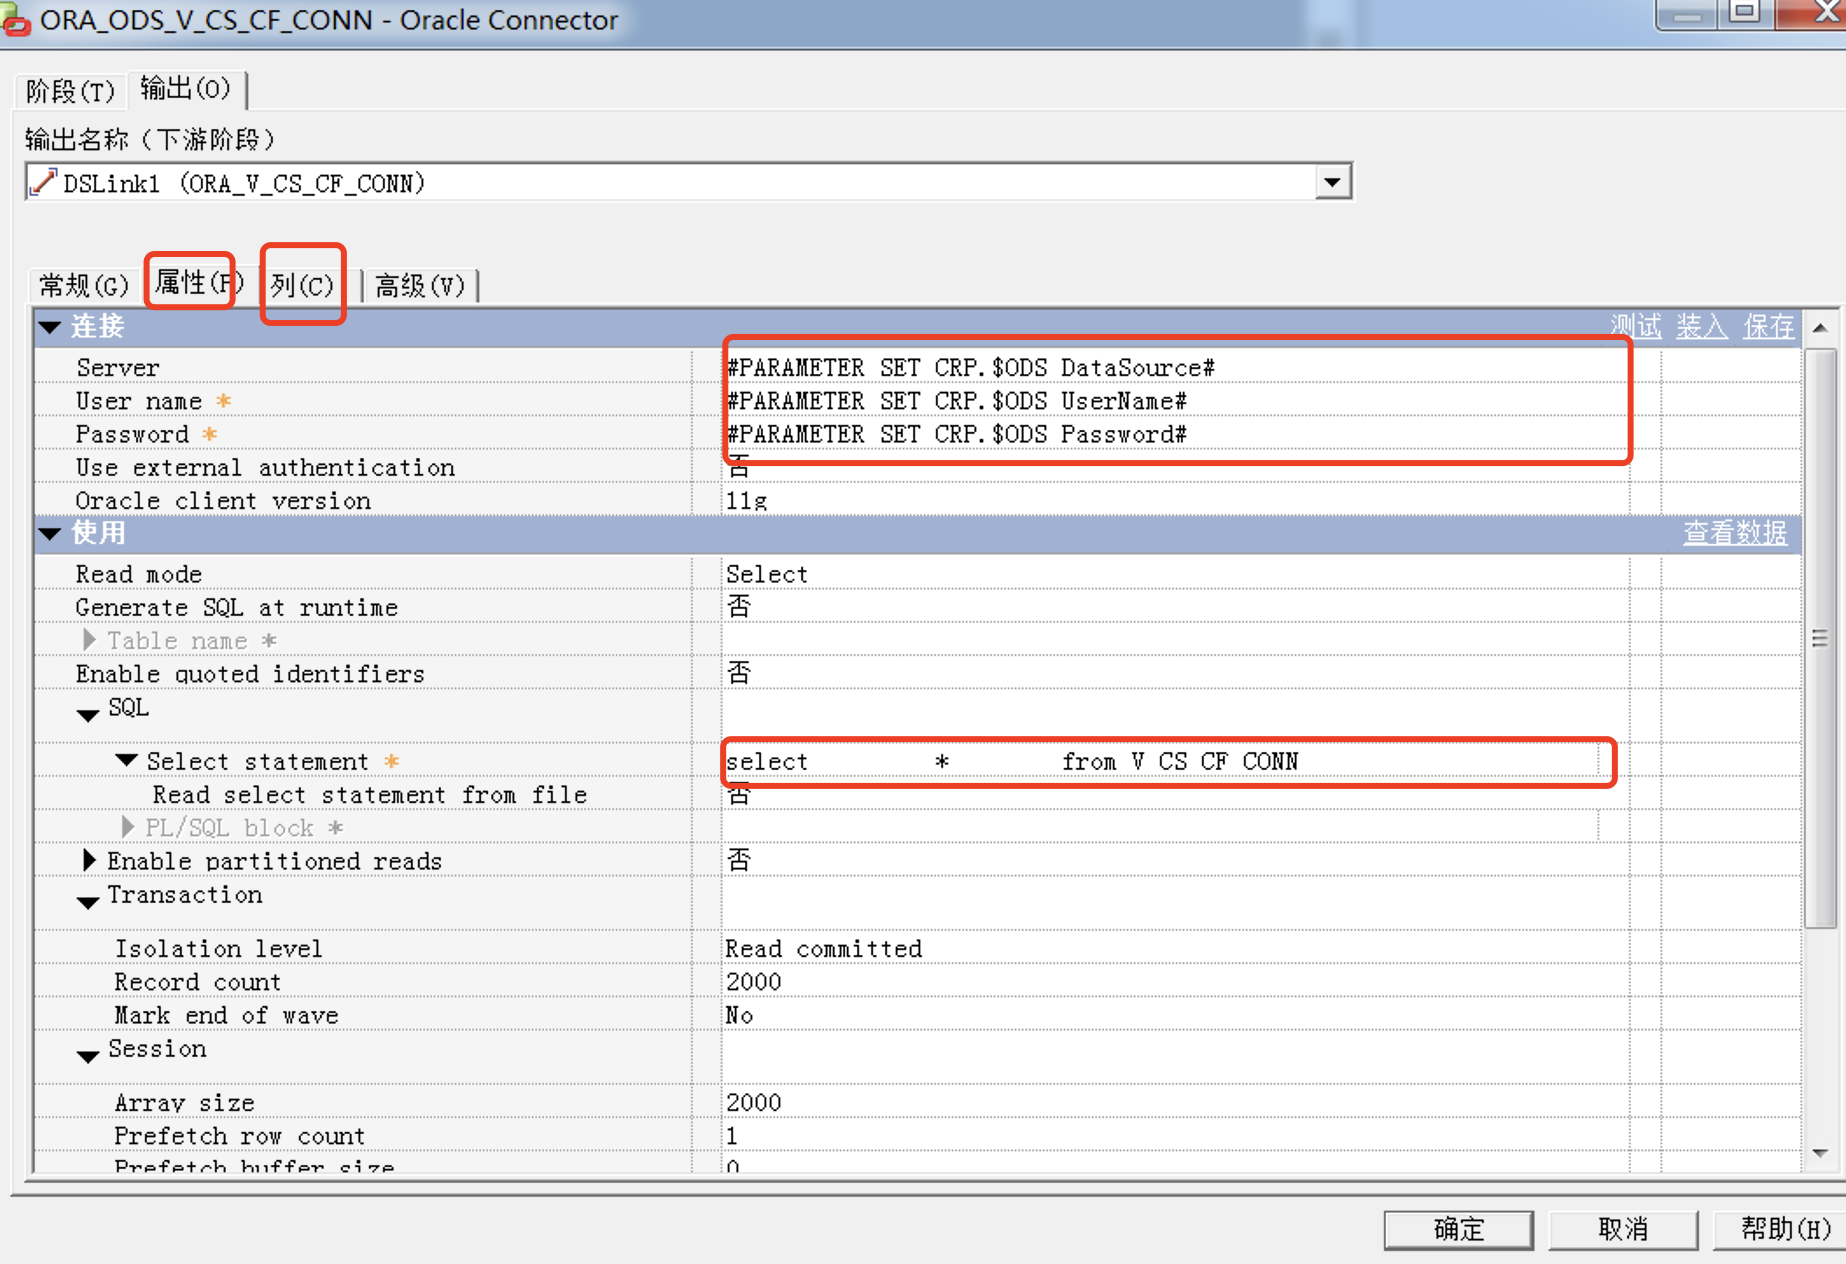 ORA_ODS_V_CS_CF_CONN - Oracle Connector
阶段(T) 输出(O)
输出名称（下游阶段）
DSLink1 (ORA_V_CS_CF_CONN)
常规(G) 属性(P) 列(C) 高级(V)
连接 测试 装入 保存
Server #PARAMETER SET CRP.$ODS DataSource#
User name * #PARAMETER SET CRP.$ODS UserName#
Password * #PARAMETER SET CRP.$ODS Password#
Use external authentication 否
Oracle client version 11g
使用 查看数据
Read mode Select
Generate SQL at runtime 否
Table name *
Enable quoted identifiers 否
SQL
Select statement * select * from V CS CF CONN
Read select statement from file 否
PL/SQL block *
Enable partitioned reads 否
Transaction
Isolation level Read committed
Record count 2000
Mark end of wave No
Session
Array size 2000
Prefetch row count 1
Prefetch buffer size 0
确定 取消 帮助(H)